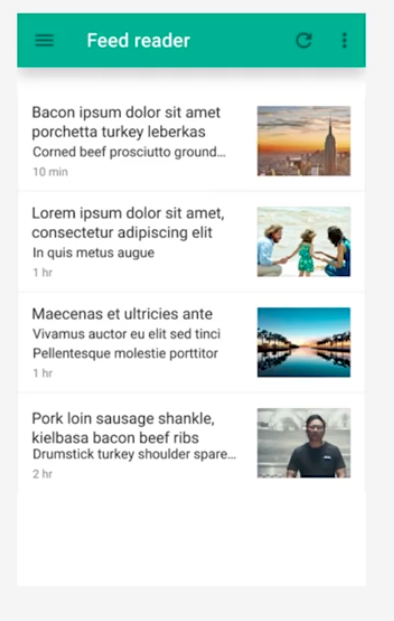 Feed reader
Bacon ipsum dolor sit amet
porchetta turkey leberkas
Corned beef prosciutto ground...
10 min
Lorem ipsum dolor sit amet,
consectetur adipiscing elit
In quis metus augue
1 hr
Maecenas et ultricies ante
Vivamus auctor eu elit sed tinci
Pellentesque molestie porttitor
1 hr
Pork loin sausage shankle,
kielbasa bacon beef ribs
Drumstick turkey shoulder spare...
2 hr